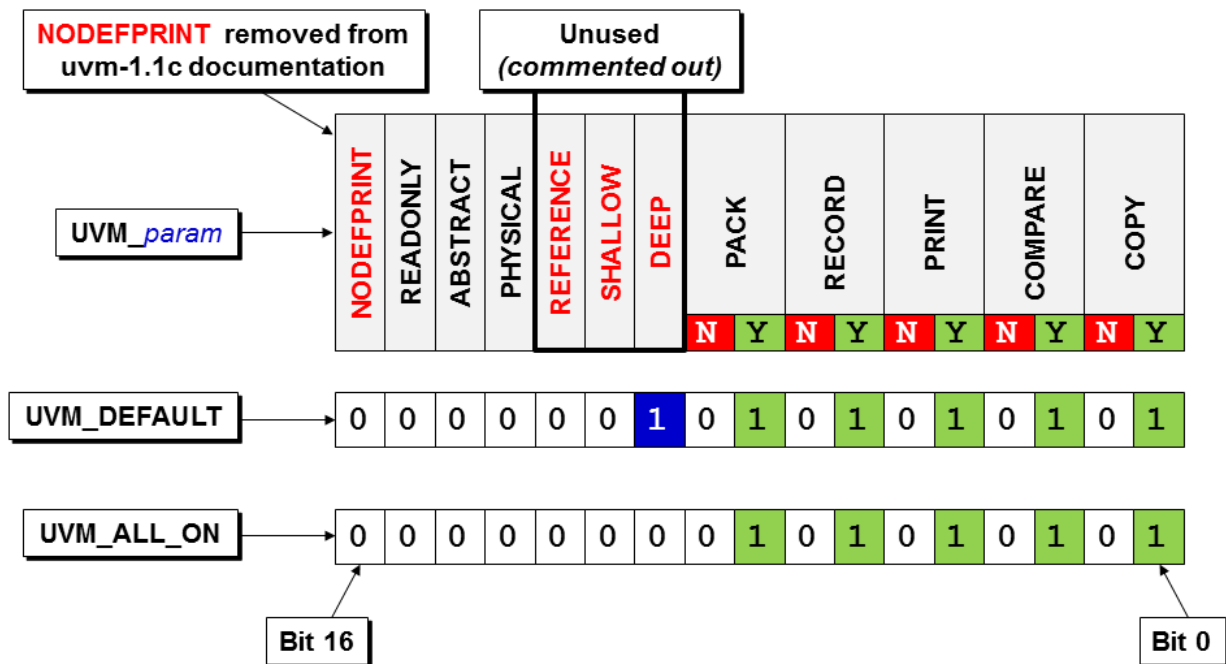 NODEFPRINT removed from
uvm-1.1c documentation
Unused
(commented out)
UVM_param
NODEFPRINT
READONLY
ABSTRACT
PHYSICAL
REFERENCE
SHALLOW
DEEP
PACK
RECORD
PRINT
COMPARE
COPY
N Y N Y N Y N Y N Y
UVM_DEFAULT
0 0 0 0 0 0 1 0 1 0 1 0 1 0 1 0 1
UVM_ALL_ON
0 0 0 0 0 0 0 0 1 0 1 0 1 0 1 0 1
Bit 16
Bit 0